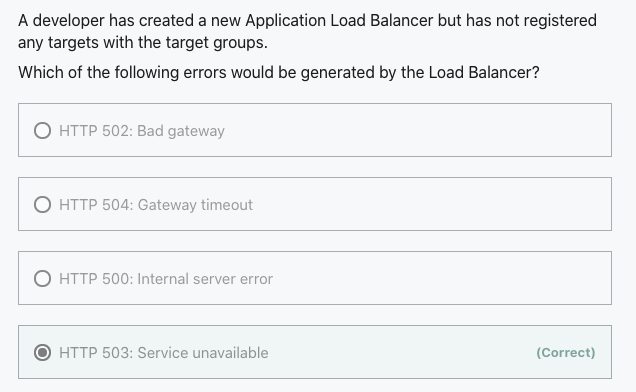 A developer has created a new Application Load Balancer but has not registered
any targets with the target groups.
Which of the following errors would be generated by the Load Balancer?
HTTP 502: Bad gateway
HTTP 504: Gateway timeout
HTTP 500: Internal server error
HTTP 503: Service unavailable (Correct)